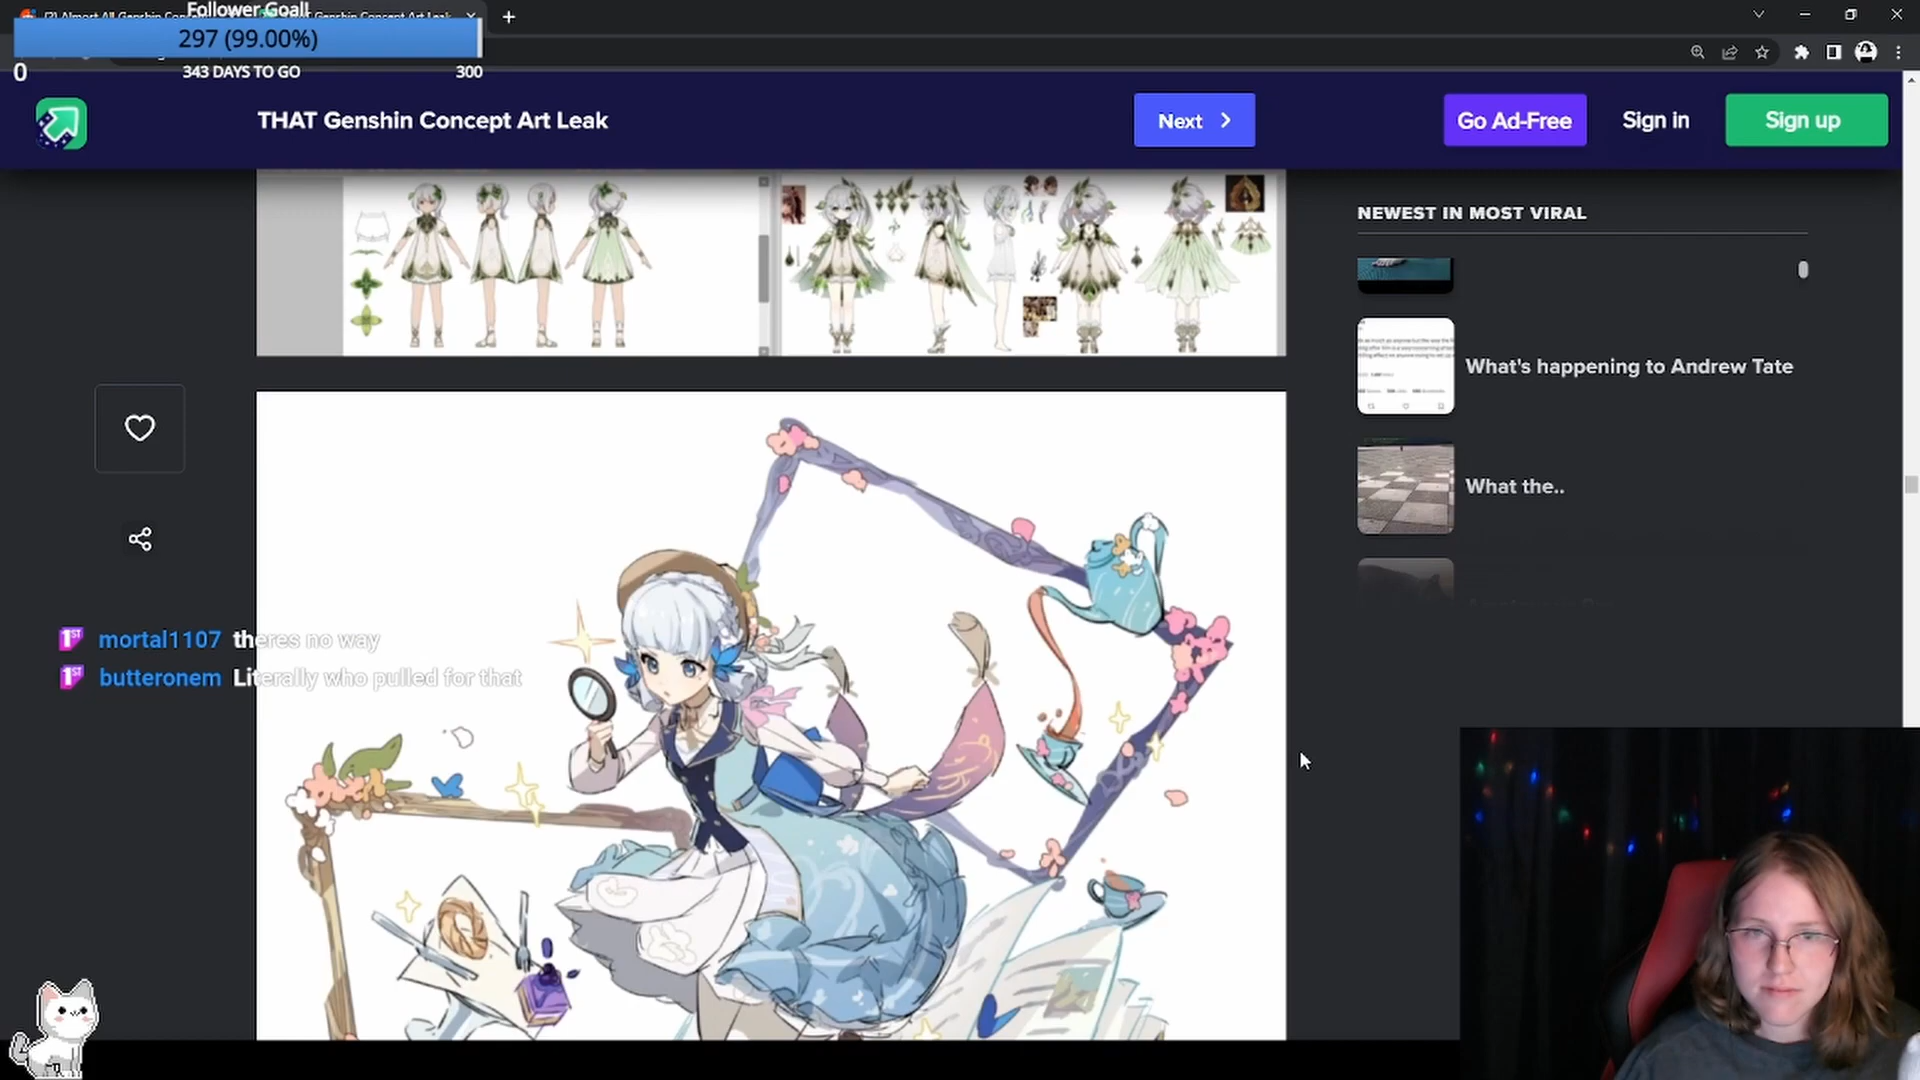 Follower Goal!
297 (99.00%)
0 343 DAYS TO GO 300
THAT Genshin Concept Art Leak
Next
Go Ad-Free
Sign in
Sign up
NEWEST IN MOST VIRAL
What's happening to Andrew Tate
What the..
mortal1107 theres no way
butteronem Literally who pulled for that